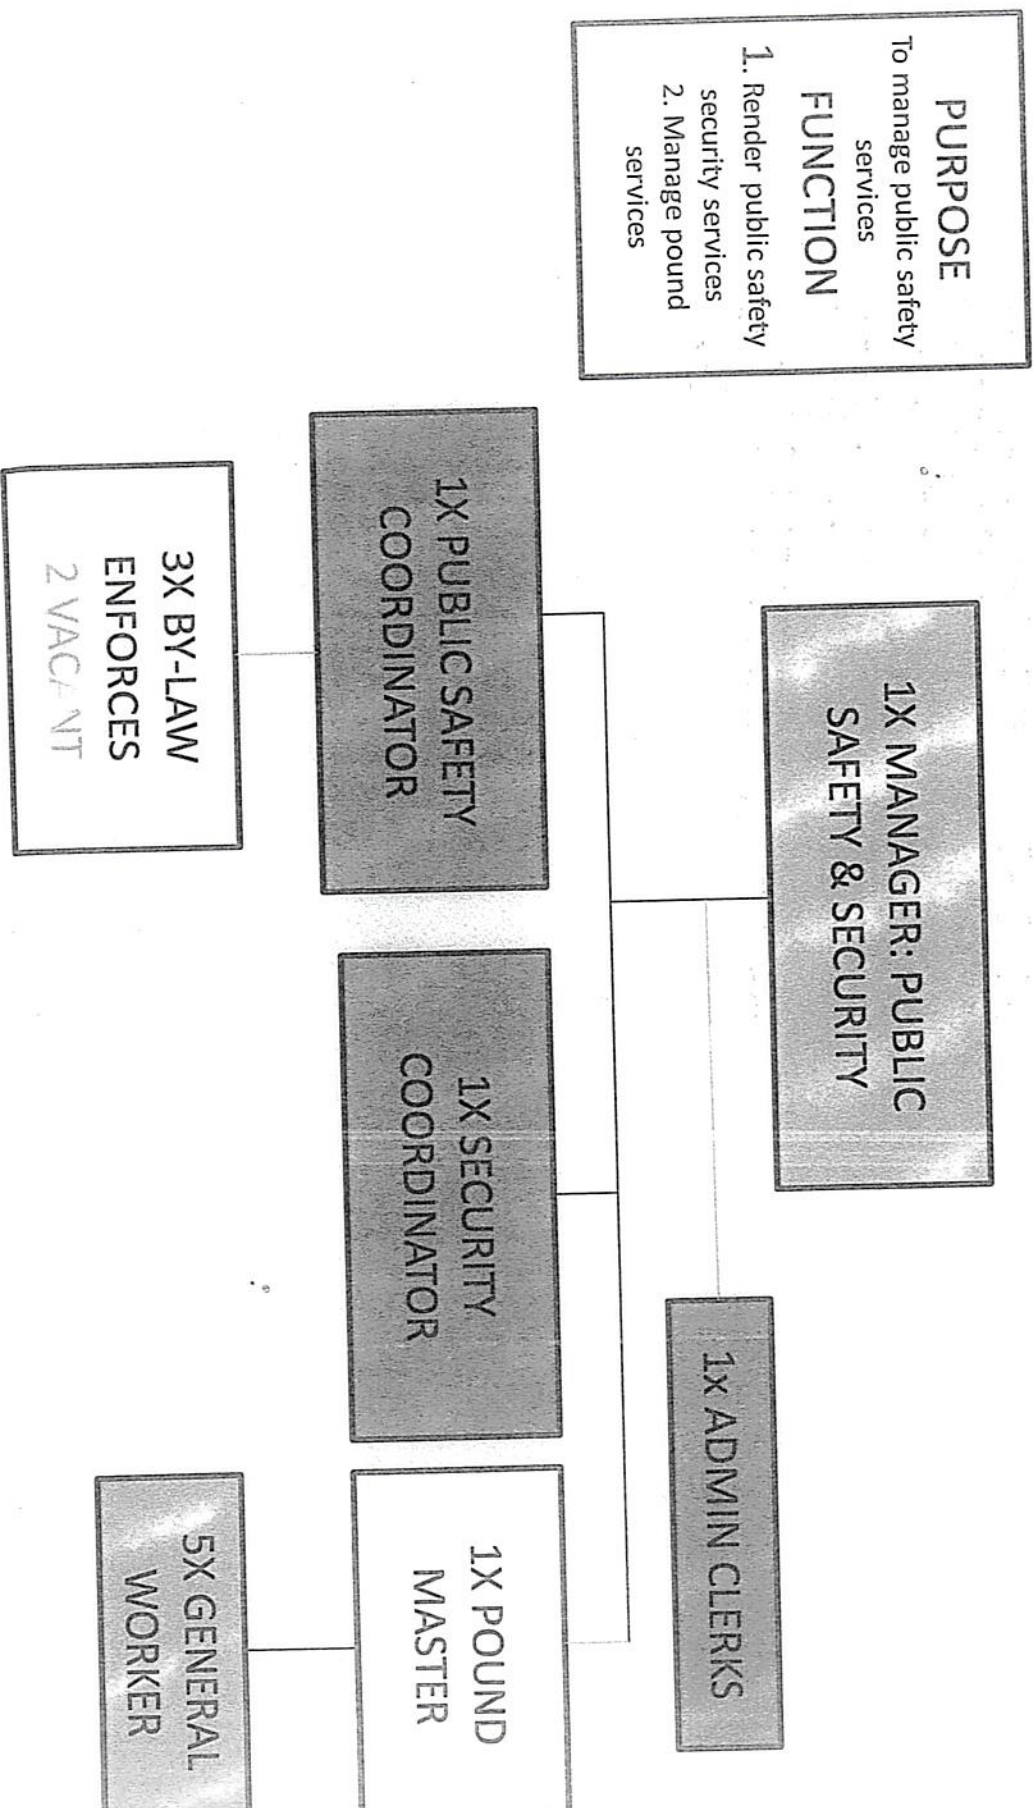 PURPOSE
To manage public safety
services
FUNCTION
1. Render public safety
security services
2. Manage pound
services
1X MANAGER: PUBLIC
SAFETY & SECURITY
1x ADMIN CLERKS
1X PUBLIC SAFETY
COORDINATOR
1X SECURITY
COORDINATOR
1X POUND
MASTER
3X BY-LAW
ENFORCES
2 VACANT
5X GENERAL
WORKER